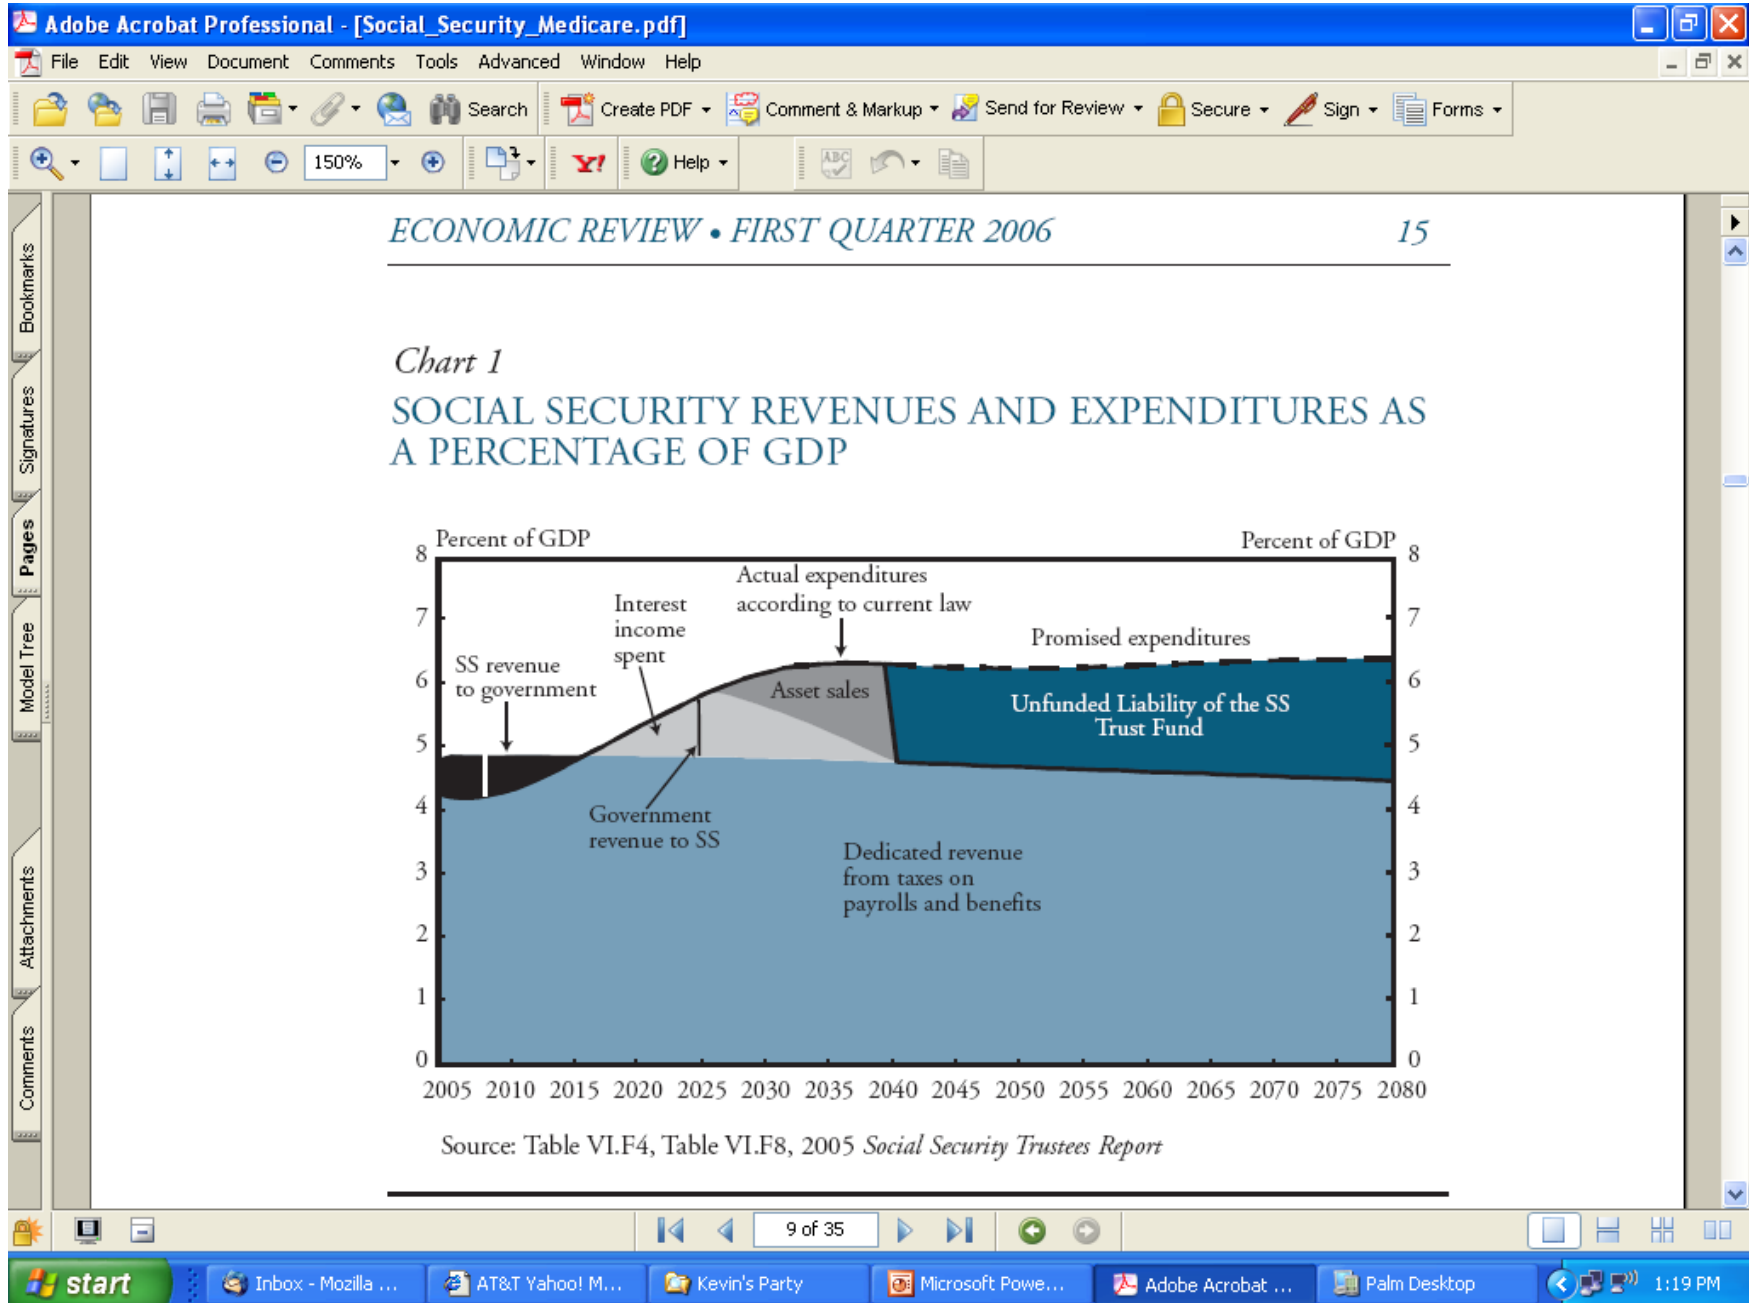 Adobe Acrobat Professional - [Social_Security_Medicare.pdf]
File Edit View Document Comments Tools Advanced Window Help
Search Create PDF Comment & Markup Send for Review Secure Sign Forms
150% Y! Help ABC
Bookmarks
Signatures
Pages
Model Tree
Attachments
Comments
ECONOMIC REVIEW • FIRST QUARTER 2006 15
Chart 1
SOCIAL SECURITY REVENUES AND EXPENDITURES AS
A PERCENTAGE OF GDP
Percent of GDP Percent of GDP
8 8
Actual expenditures
according to current law
Interest
income
spent
7 7
Promised expenditures
SS revenue
to government
6 6
Asset sales
Unfunded Liability of the SS
Trust Fund
5 5
4 4
Government
revenue to SS
Dedicated revenue
from taxes on
payrolls and benefits
3 3
2 2
1 1
0 0
2005 2010 2015 2020 2025 2030 2035 2040 2045 2050 2055 2060 2065 2070 2075 2080
Source: Table VI.F4, Table VI.F8, 2005 Social Security Trustees Report
9 of 35
start Inbox - Mozilla ... AT&T Yahoo! M... Kevin's Party Microsoft Powe... Adobe Acrobat ... Palm Desktop 1:19 PM